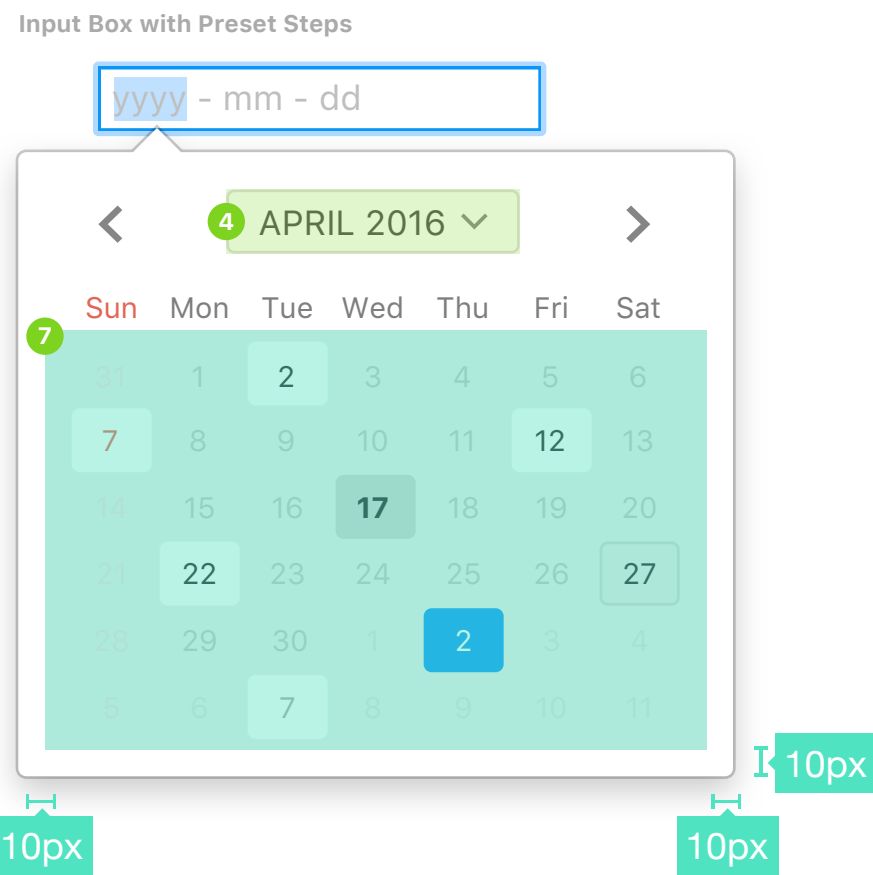 Input Box with Preset Steps
yyyy - mm - dd
4 APRIL 2016
Sun Mon Tue Wed Thu Fri Sat
7
31 1 2 3 4 5 6
7 8 9 10 11 12 13
14 15 16 17 18 19 20
21 22 23 24 25 26 27
28 29 30 1 2 3 4
5 6 7 8 9 10 11
10px
10px 10px